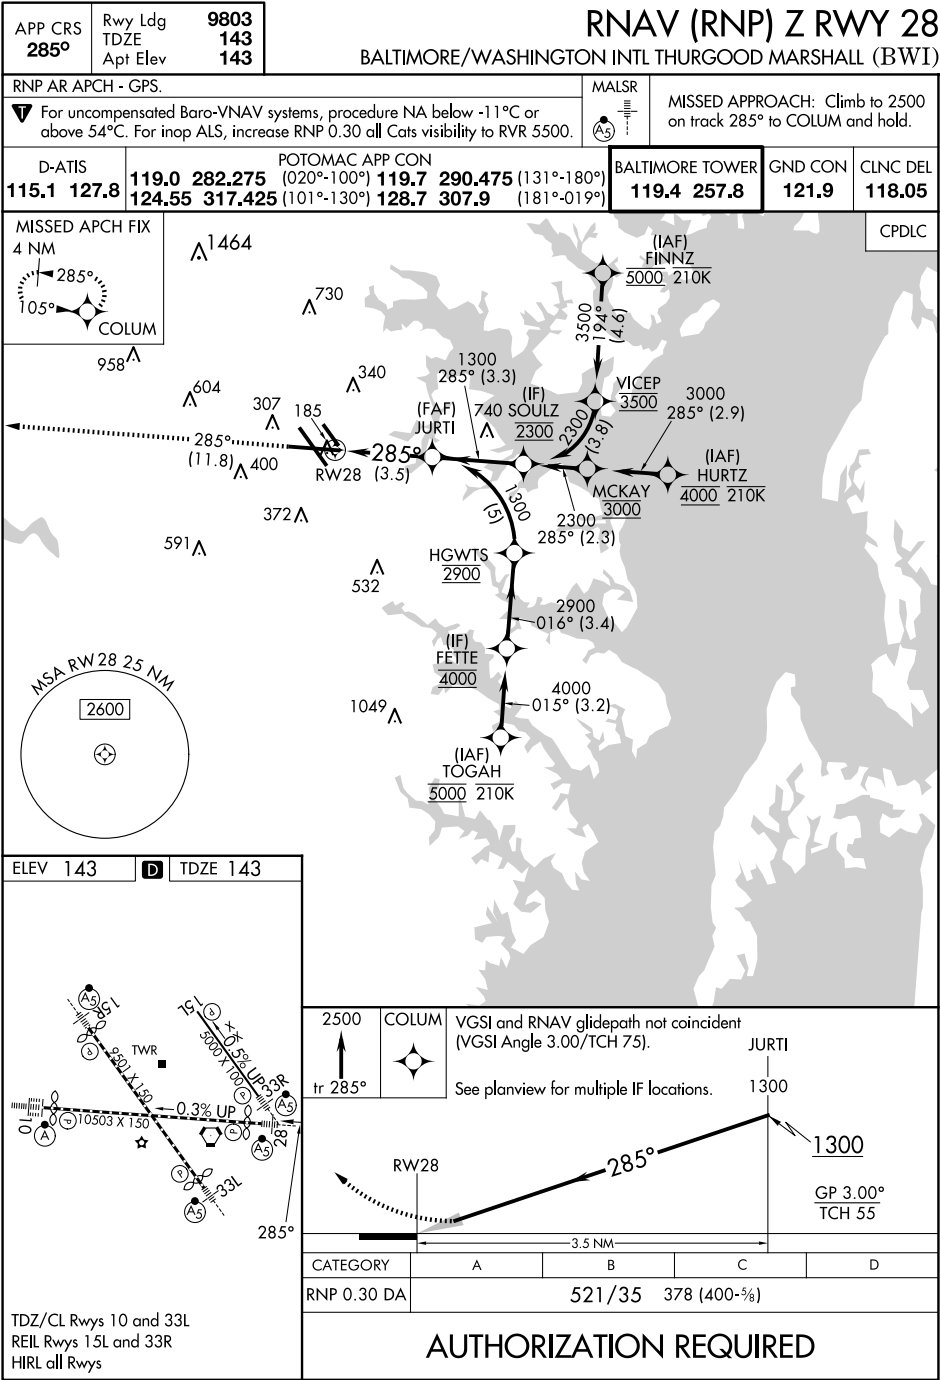 APP CRS
285°
Rwy Ldg 9803
TDZE 143
Apt Elev 143
RNAV (RNP) Z RWY 28
BALTIMORE/WASHINGTON INTL THURGOOD MARSHALL (BWI)
RNP AR APCH - GPS.
T For uncompensated Baro-VNAV systems, procedure NA below -11°C or
above 54°C. For inop ALS, increase RNP 0.30 all Cats visibility to RVR 5500.
MALSR
A5
MISSED APPROACH: Climb to 2500
on track 285° to COLUM and hold.
D-ATIS
115.1 127.8
POTOMAC APP CON
119.0 282.275 (020°-100°) 119.7 290.475 (131°-180°)
124.55 317.425 (101°-130°) 128.7 307.9 (181°-019°)
BALTIMORE TOWER
119.4 257.8
GND CON
121.9
CLNC DEL
118.05
CPDLC
MISSED APCH FIX
4 NM
285°
105°
COLUM
1464
730
958
604
340
307
185
400
372
591
532
1049
740
(IAF)
FINNZ
5000 210K
3500
194°
(4.6)
VICEP
3500
2300
(3.8)
1300
285° (3.3)
(IF)
SOULZ
2300
(FAF)
JURTI
3000
285° (2.9)
(IAF)
HURTZ
4000 210K
MCKAY
3000
2300
285° (2.3)
285°
(3.5)
RW28
285°
(11.8)
1300
(5)
HGWTS
2900
2900
016° (3.4)
(IF)
FETTE
4000
4000
015° (3.2)
(IAF)
TOGAH
5000 210K
MSA RW28 25 NM
2600
ELEV 143
D
TDZE 143
A5
15R
P
9501 X 150
TWR
15L
P
0.5% UP
5000 X 100
33R
P
A5
0.3% UP
10
A
P
10503 X 150
P
28
A5
P
33L
A5
285°
TDZ/CL Rwys 10 and 33L
REIL Rwys 15L and 33R
HIRL all Rwys
2500
tr 285°
COLUM
VGSI and RNAV glidepath not coincident
(VGSI Angle 3.00/TCH 75).
See planview for multiple IF locations.
JURTI
1300
1300
285°
RW28
GP 3.00°
TCH 55
3.5 NM
CATEGORY A B C D
RNP 0.30 DA 521/35 378 (400-⅝)
AUTHORIZATION REQUIRED